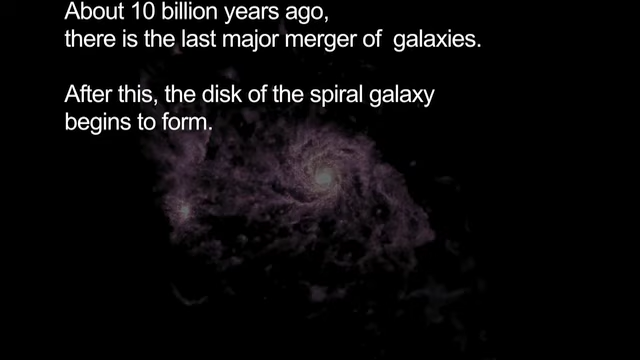 About 10 billion years ago,
there is the last major merger of  galaxies.
After this, the disk of the spiral galaxy
begins to form.